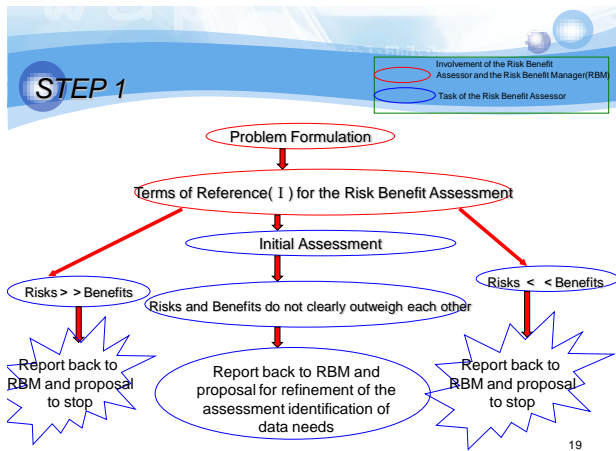 STEP 1
Involvement of the Risk Benefit
Assessor and the Risk Benefit Manager(RBM)
Task of the Risk Benefit Assessor
Problem Formulation
Terms of Reference(Ⅰ) for the Risk Benefit Assessment
Initial Assessment
Risks > > Benefits
Risks and Benefits do not clearly outweigh each other
Risks < < Benefits
Report back to
RBM and proposal
to stop
Report back to RBM and
proposal for refinement of the
assessment identification of
data needs
Report back to
RBM and proposal
to stop
19